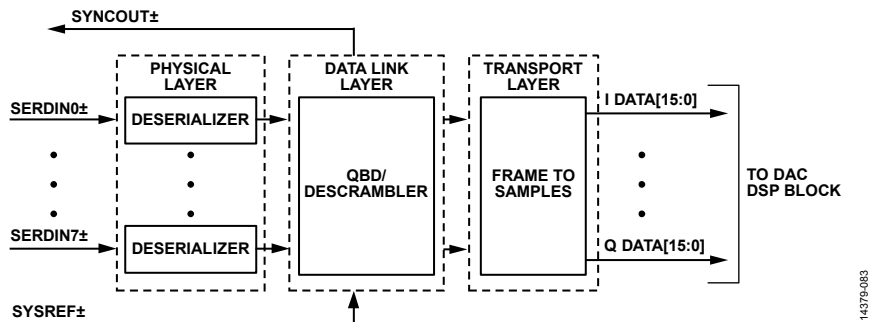 SYNCOUT±
PHYSICAL
LAYER
DATA LINK
LAYER
TRANSPORT
LAYER
SERDIN0±
DESERIALIZER
QBD/
DESCRAMBLER
FRAME TO
SAMPLES
I DATA[15:0]
TO DAC
DSP BLOCK
SERDIN7±
DESERIALIZER
Q DATA[15:0]
SYSREF±
14379-083